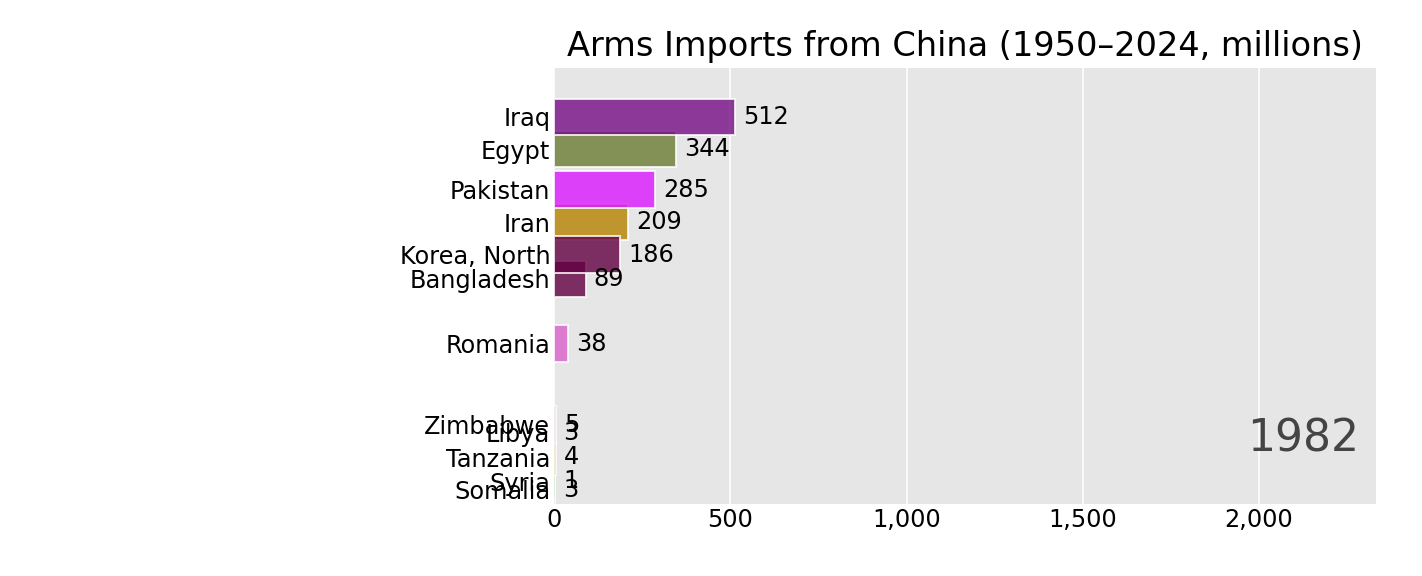 Arms Imports from China (1950–2024, millions)
Iraq 512
Egypt 344
Pakistan 285
Iran 209
Korea, North 186
Bangladesh 89
Romania 38
Zimbabwe 5
Libya 3
Tanzania 4
Syria 1
Somalia 3
1982
0 500 1,000 1,500 2,000